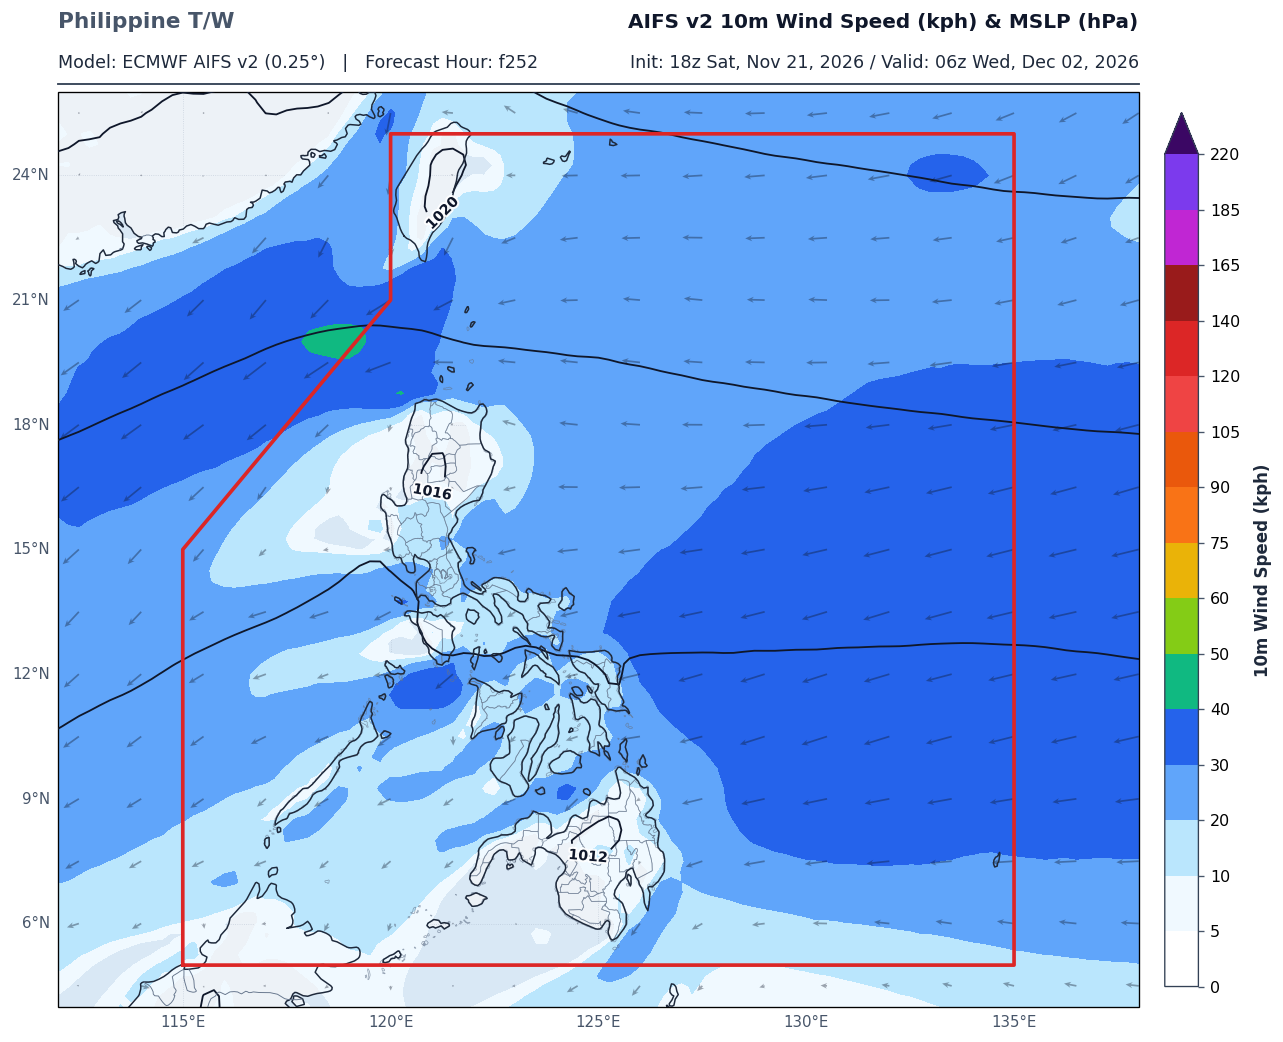 Philippine T/W
AIFS v2 10m Wind Speed (kph) & MSLP (hPa)
Model: ECMWF AIFS v2 (0.25°) | Forecast Hour: f252
Init: 18z Sat, Nov 21, 2026 / Valid: 06z Wed, Dec 02, 2026
24°N
21°N
18°N
15°N
12°N
9°N
6°N
1020
1016
1012
115°E
120°E
125°E
130°E
135°E
220
185
165
140
120
105
90
75
60
50
40
30
20
10
5
0
10m Wind Speed (kph)